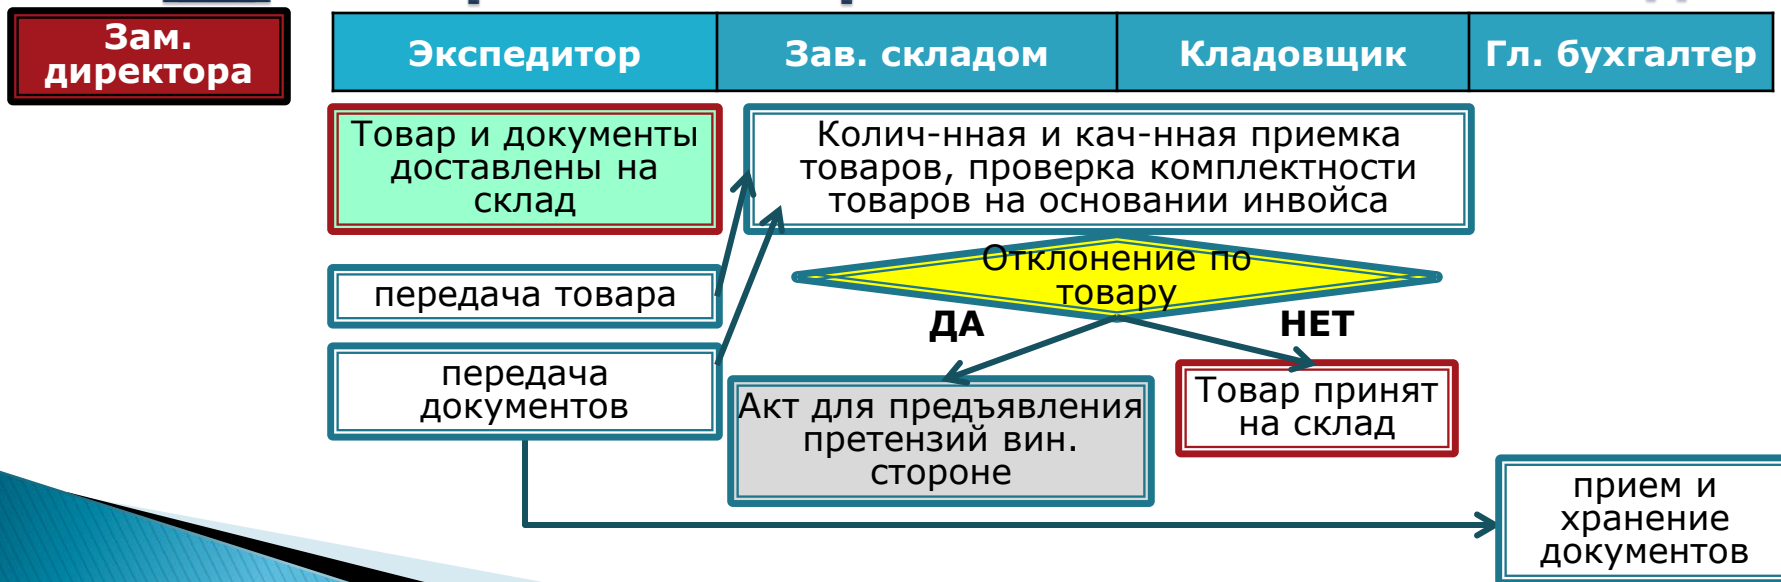 Зам.
директора
Экспедитор
Зав. складом
Кладовщик
Гл. бухгалтер
Товар и документы
доставлены на
склад
Колич-нная и кач-нная приемка
товаров, проверка комплектности
товаров на основании инвойса
передача товара
Отклонение по
товару
ДА
НЕТ
передача
документов
Акт для предъявления
претензий вин.
стороне
Товар принят
на склад
прием и
хранение
документов